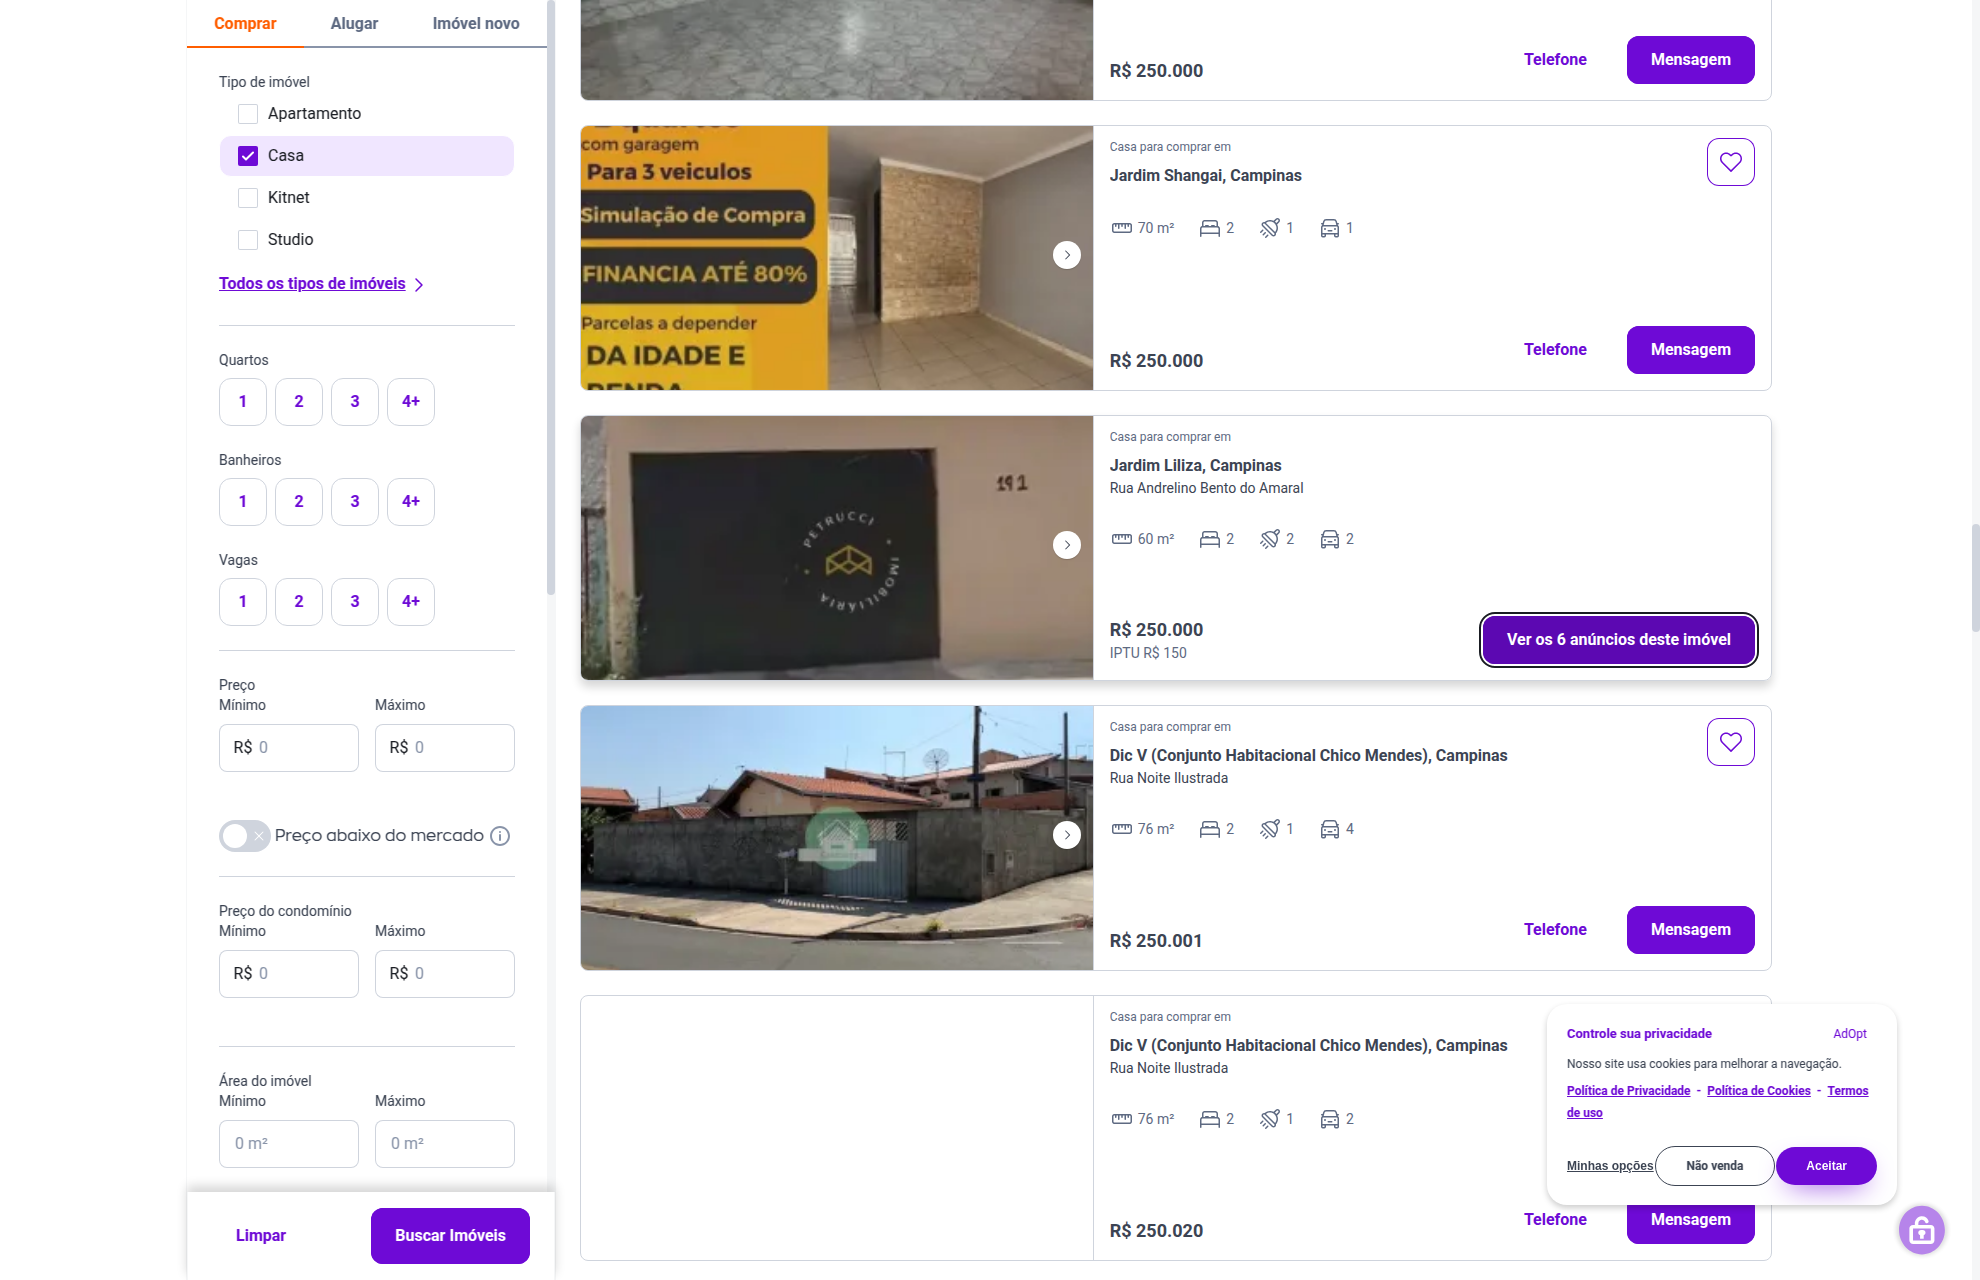 Comprar
Alugar
Imóvel novo
Tipo de imóvel
Apartamento
Casa
Kitnet
Studio
Todos os tipos de imóveis
Quartos
1 2 3 4+
Banheiros
1 2 3 4+
Vagas
1 2 3 4+
Preço
Mínimo Máximo
R$ 0 R$ 0
Preço abaixo do mercado
Preço do condomínio
Mínimo Máximo
R$ 0 R$ 0
Área do imóvel
Mínimo Máximo
0 m² 0 m²
Limpar
Buscar Imóveis
R$ 250.000
Telefone
Mensagem
com garagem
Para 3 veiculos
Simulação de Compra
FINANCIA ATÉ 80%
Parcelas a depender
DA IDADE E
RENDA
Casa para comprar em
Jardim Shangai, Campinas
70 m² 2 1 1
R$ 250.000
Telefone
Mensagem
191
PETRUCCI
IMOBILIÁRIA
Casa para comprar em
Jardim Liliza, Campinas
Rua Andrelino Bento do Amaral
60 m² 2 2 2
R$ 250.000
IPTU R$ 150
Ver os 6 anúncios deste imóvel
Casa para comprar em
Dic V (Conjunto Habitacional Chico Mendes), Campinas
Rua Noite Ilustrada
76 m² 2 1 4
R$ 250.001
Telefone
Mensagem
Casa para comprar em
Dic V (Conjunto Habitacional Chico Mendes), Campinas
Rua Noite Ilustrada
76 m² 2 1 2
R$ 250.020
Telefone
Mensagem
Controle sua privacidade
AdOpt
Nosso site usa cookies para melhorar a navegação.
Política de Privacidade - Política de Cookies - Termos
de uso
Minhas opções
Não venda
Aceitar